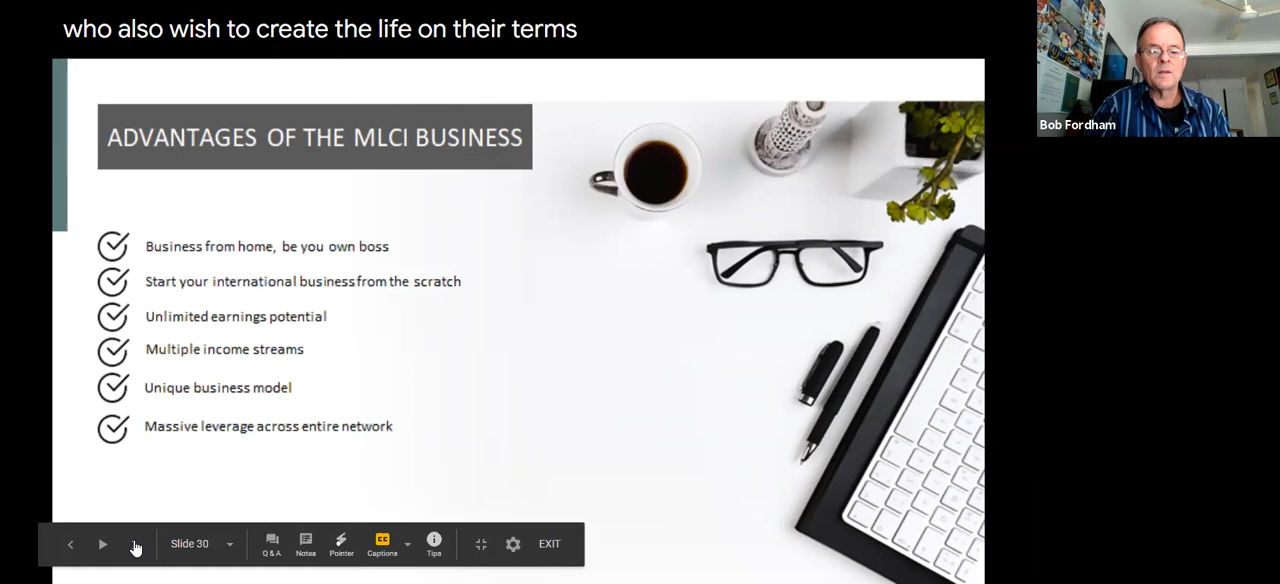 who also wish to create the life on their terms
Bob Fordham
ADVANTAGES OF THE MLCI BUSINESS
Business from home, be you own boss
Start your international business from the scratch
Unlimited earnings potential
Multiple income streams
Unique business model
Massive leverage across entire network
Slide 30
CC
Q & A
Notes
Pointer
Captions
Tips
EXIT